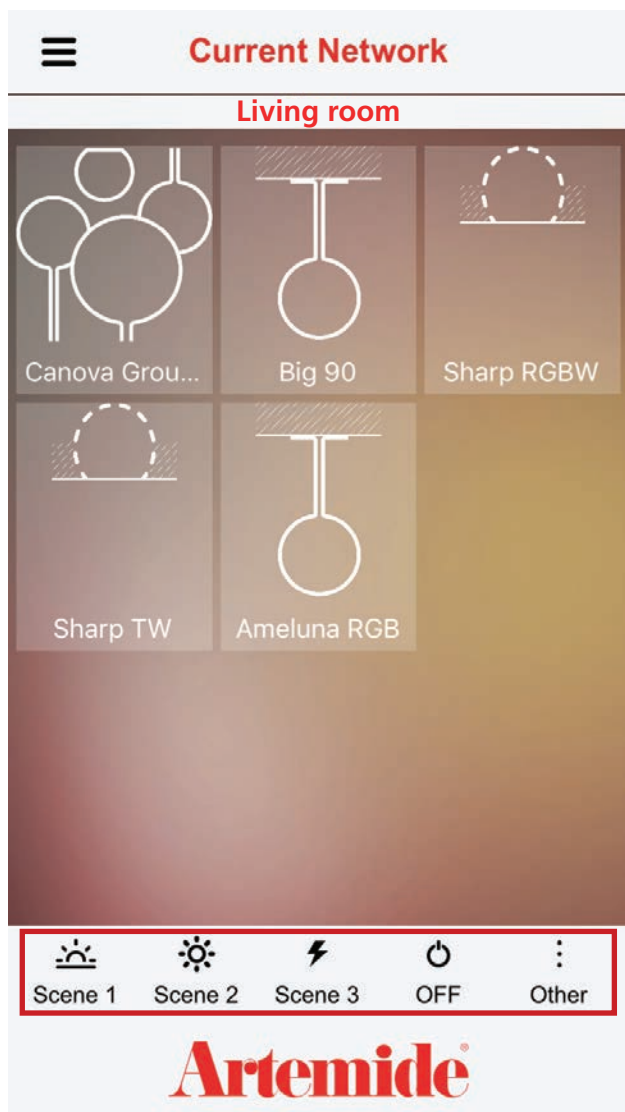 Current Network
Living room
Canova Grou... Big 90 Sharp RGBW
Sharp TW Ameluna RGB
Scene 1 Scene 2 Scene 3 OFF Other
Artemide®